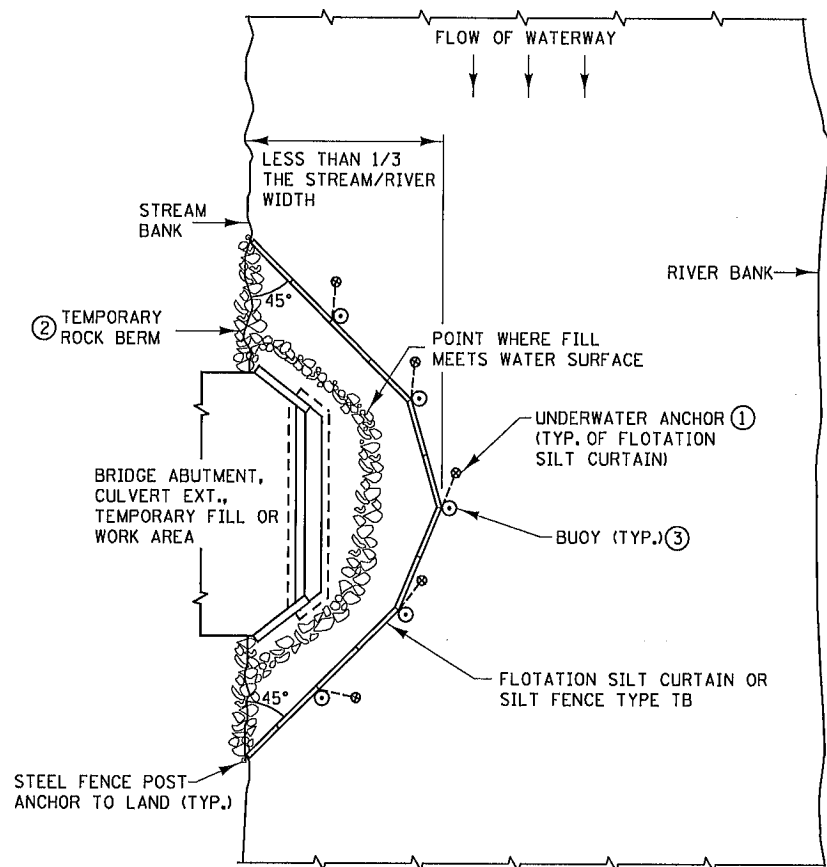 FLOW OF WATERWAY
LESS THAN 1/3
THE STREAM/RIVER
WIDTH
STREAM
BANK
RIVER BANK
45°
② TEMPORARY
ROCK BERM
POINT WHERE FILL
MEETS WATER SURFACE
UNDERWATER ANCHOR ①
(TYP. OF FLOTATION
SILT CURTAIN)
BRIDGE ABUTMENT,
CULVERT EXT.,
TEMPORARY FILL OR
WORK AREA
BUOY (TYP.) ③
FLOTATION SILT CURTAIN OR
SILT FENCE TYPE TB
45°
STEEL FENCE POST
ANCHOR TO LAND (TYP.)